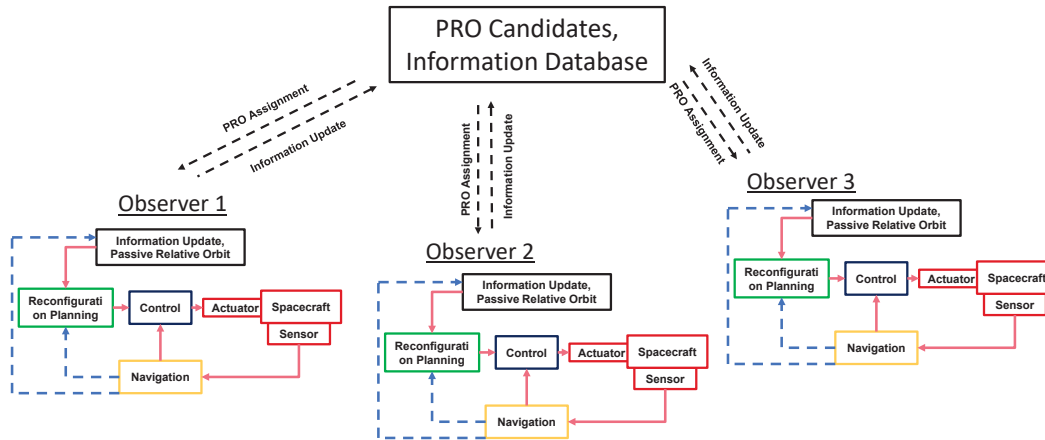 PRO Candidates,
Information Database
PRO Assignment
Information Update
PRO Assignment
Information Update
Information Update
PRO Assignment
Observer 1
Information Update,
Passive Relative Orbit
Reconfigurati
on Planning
Control
Actuator
Spacecraft
Sensor
Navigation
Observer 2
Information Update,
Passive Relative Orbit
Reconfigurati
on Planning
Control
Actuator
Spacecraft
Sensor
Navigation
Observer 3
Information Update,
Passive Relative Orbit
Reconfigurati
on Planning
Control
Actuator
Spacecraft
Sensor
Navigation